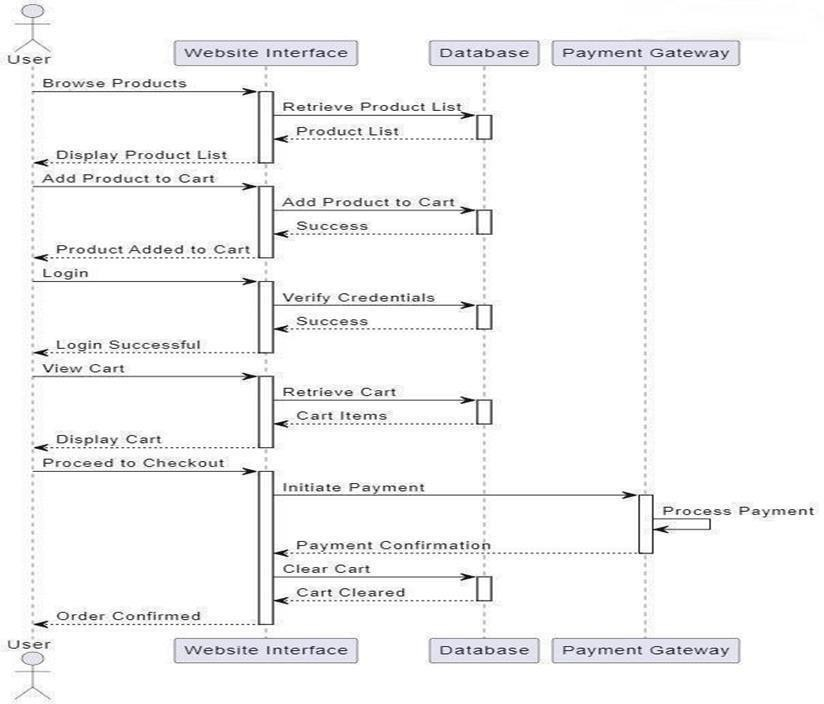 User
Website Interface
Database
Payment Gateway
Browse Products
Retrieve Product List
Product List
Display Product List
Add Product to Cart
Add Product to Cart
Success
Product Added to Cart
Login
Verify Credentials
Success
Login Successful
View Cart
Retrieve Cart
Cart Items
Display Cart
Proceed to Checkout
Initiate Payment
Process Payment
Payment Confirmation
Clear Cart
Cart Cleared
Order Confirmed
User
Website Interface
Database
Payment Gateway